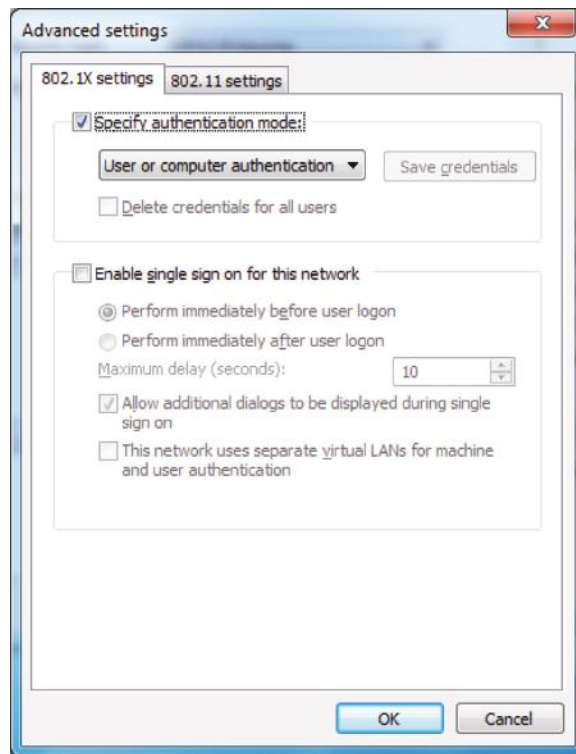 Advanced settings
802.1X settings 802.11 settings
Specify authentication mode:
User or computer authentication Save credentials
Delete credentials for all users
Enable single sign on for this network
Perform immediately before user logon
Perform immediately after user logon
Maximum delay (seconds): 10
Allow additional dialogs to be displayed during single
sign on
This network uses separate virtual LANs for machine
and user authentication
OK Cancel